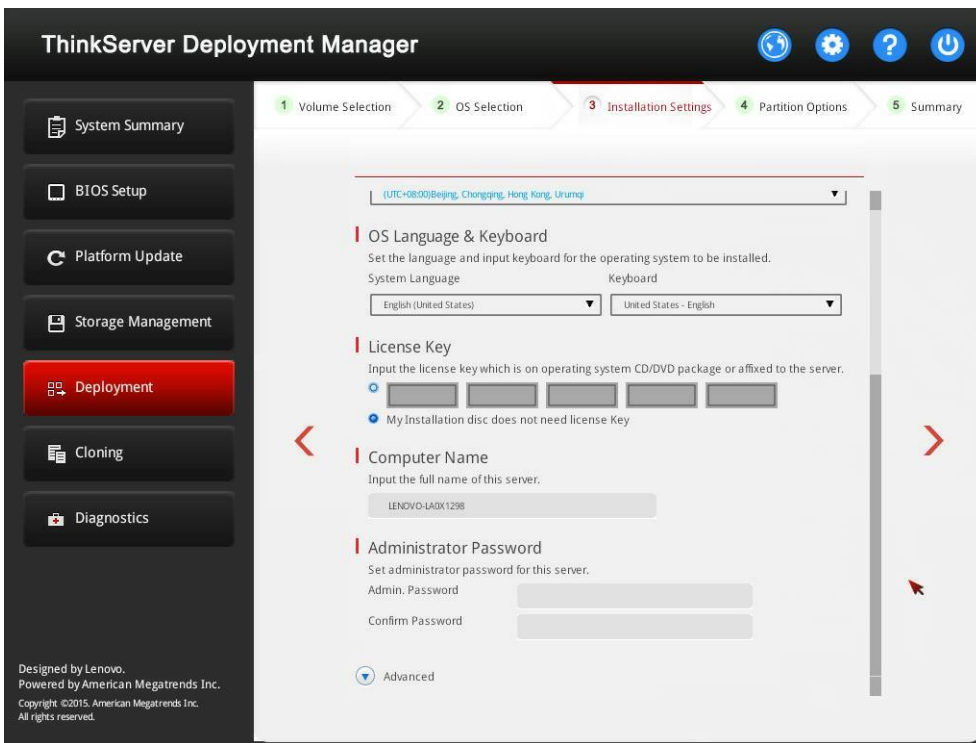 ThinkServer Deployment Manager
System Summary
BIOS Setup
Platform Update
Storage Management
Deployment
Cloning
Diagnostics
Designed by Lenovo.
Powered by American Megatrends Inc.
Copyright ©2015. American Megatrends Inc.
All rights reserved.
1 Volume Selection
2 OS Selection
3 Installation Settings
4 Partition Options
5 Summary
(UTC+08:00)Beijing, Chongqing, Hong Kong, Urumqi
OS Language & Keyboard
Set the language and input keyboard for the operating system to be installed.
System Language Keyboard
English (United States) United States - English
License Key
Input the license key which is on operating system CD/DVD package or affixed to the server.
My Installation disc does not need license Key
Computer Name
Input the full name of this server.
LENOVO-LA0X1298
Administrator Password
Set administrator password for this server.
Admin. Password
Confirm Password
Advanced